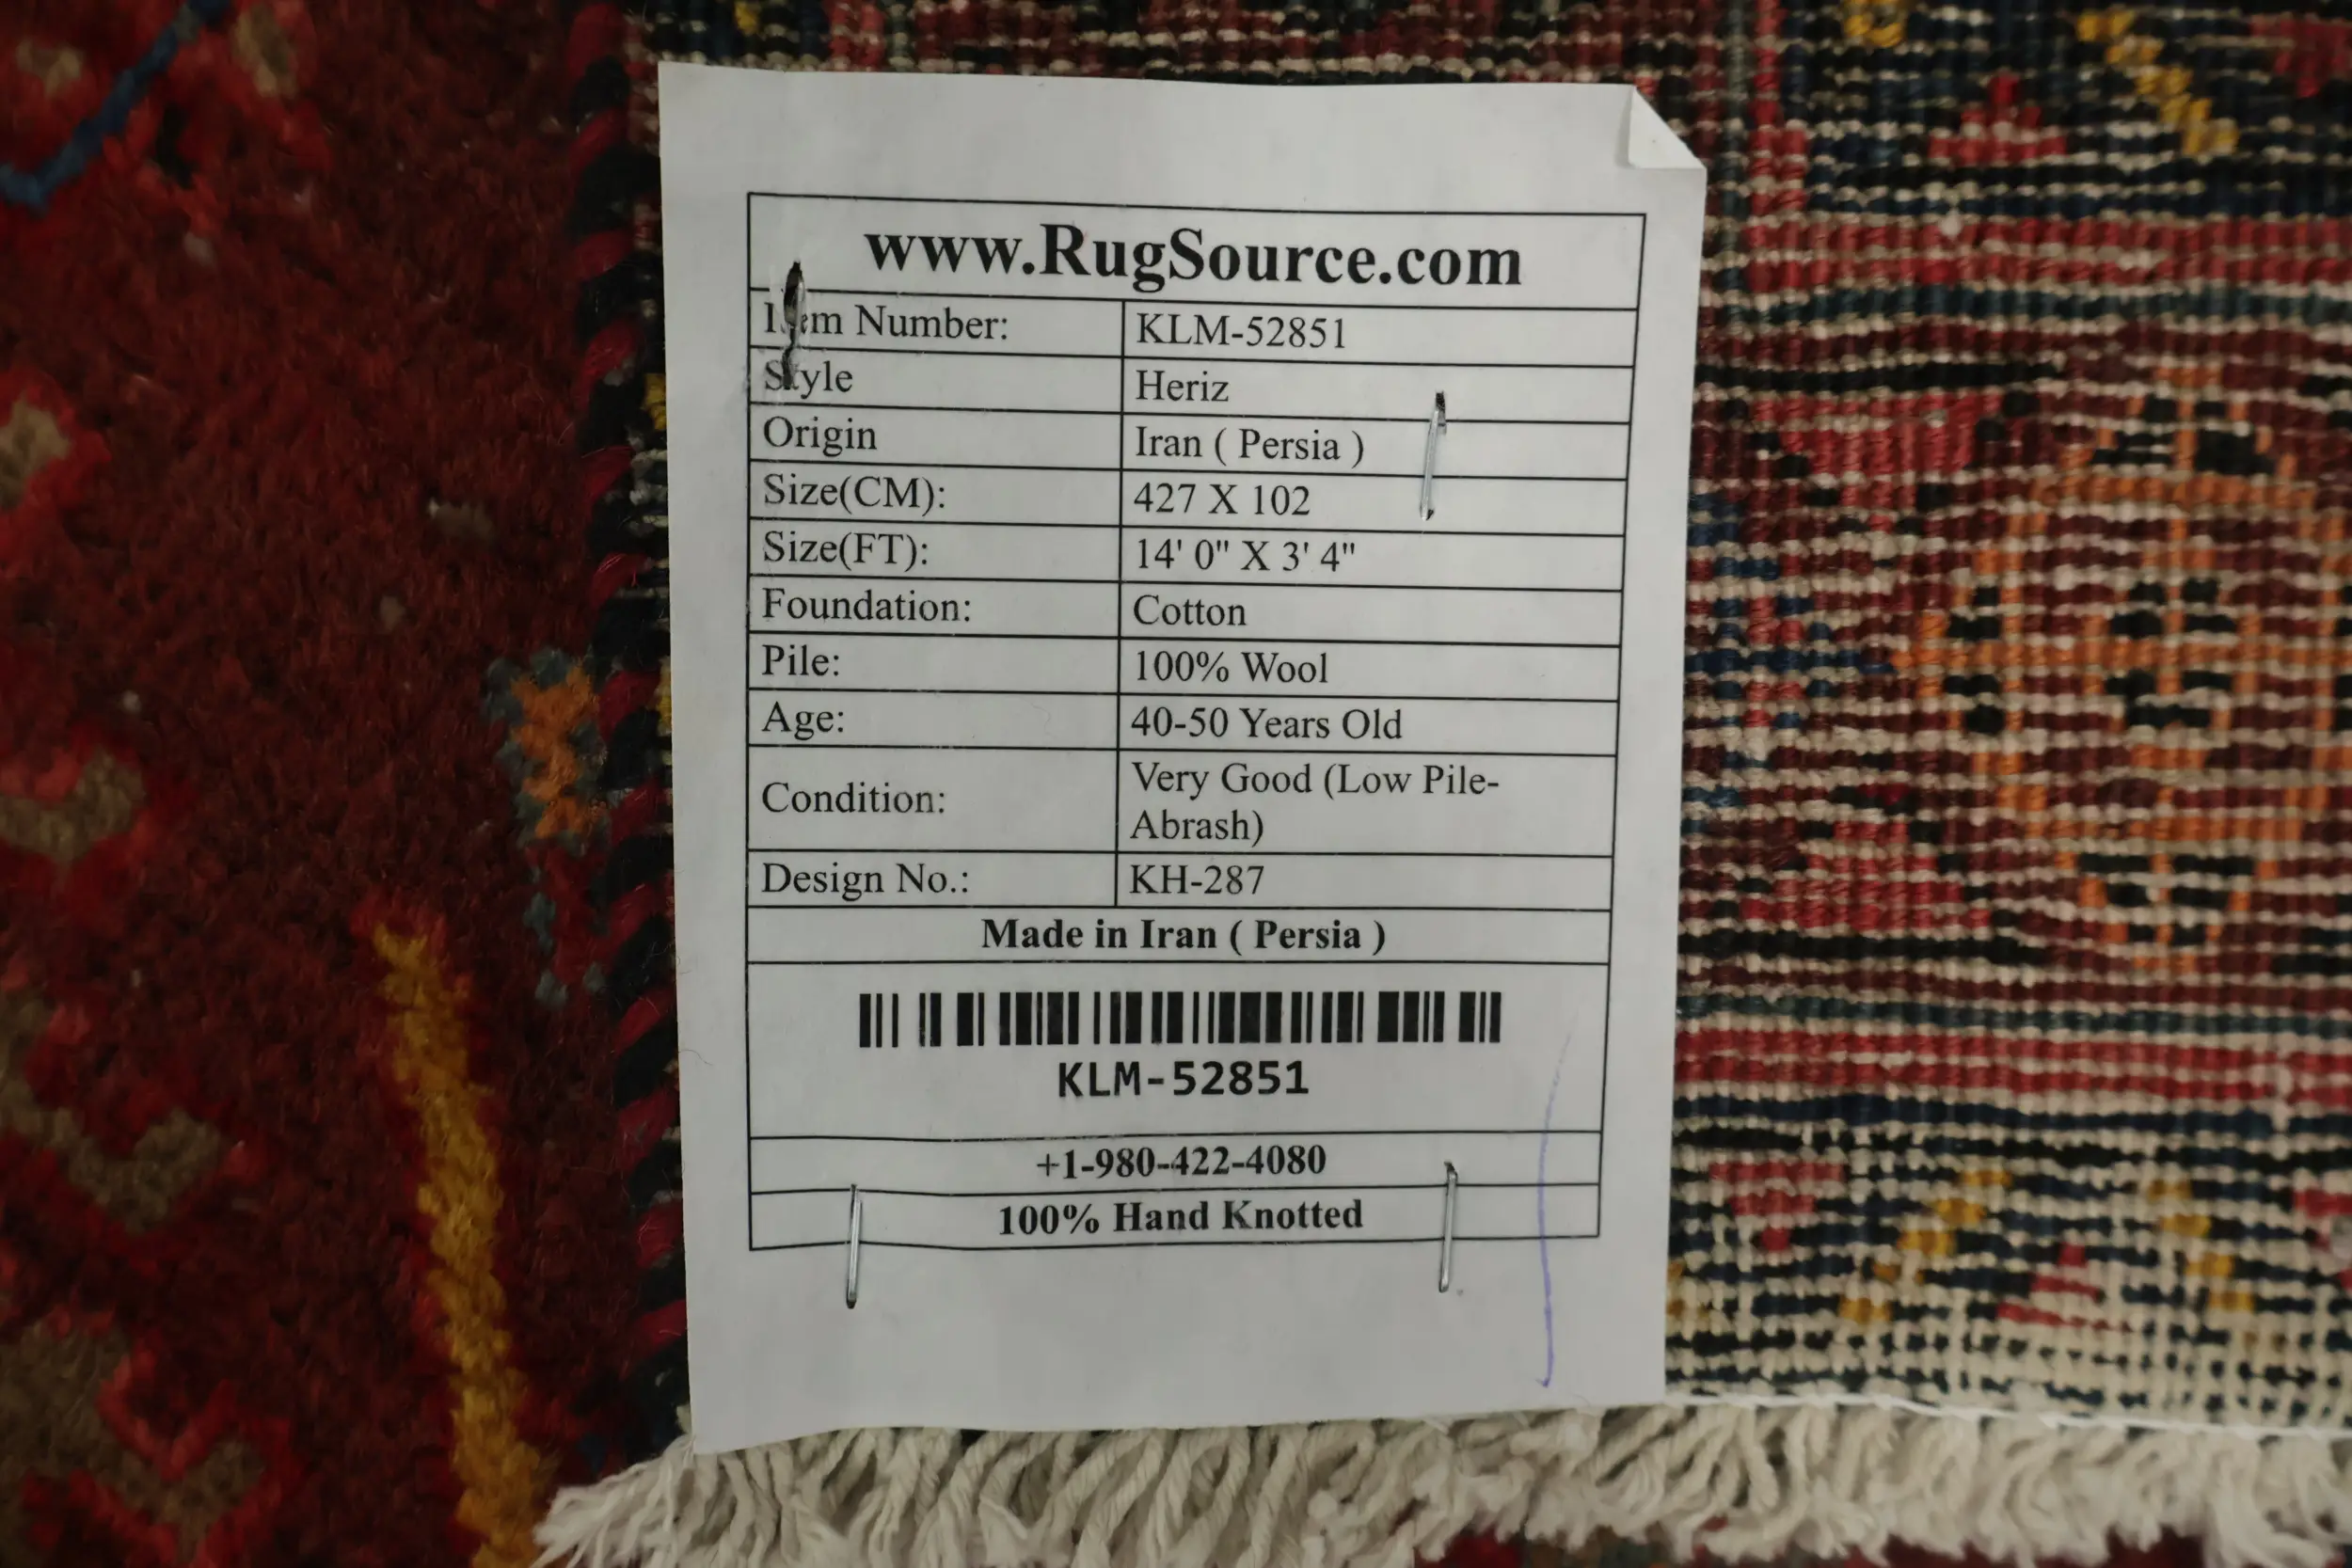 www.RugSource.com
Item Number: KLM-52851
Style Heriz
Origin Iran ( Persia )
Size(CM): 427 X 102
Size(FT): 14' 0" X 3' 4"
Foundation: Cotton
Pile: 100% Wool
Age: 40-50 Years Old
Condition: Very Good (Low Pile-
Abrash)
Design No.: KH-287
Made in Iran ( Persia )
KLM-52851
+1-980-422-4080
100% Hand Knotted